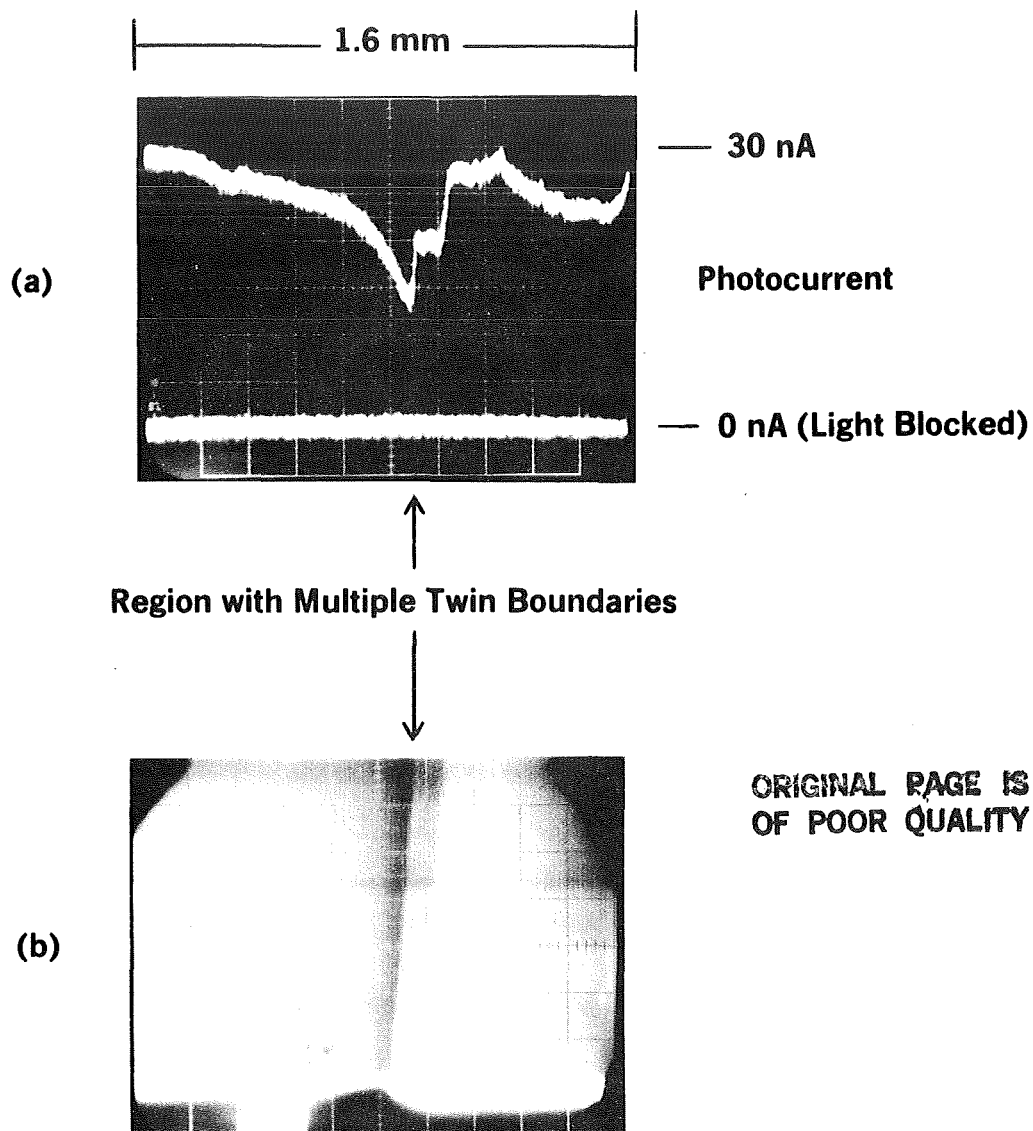 1.6 mm
30 nA
(a)
Photocurrent
0 nA (Light Blocked)
Region with Multiple Twin Boundaries
ORIGINAL PAGE IS
OF POOR QUALITY
(b)